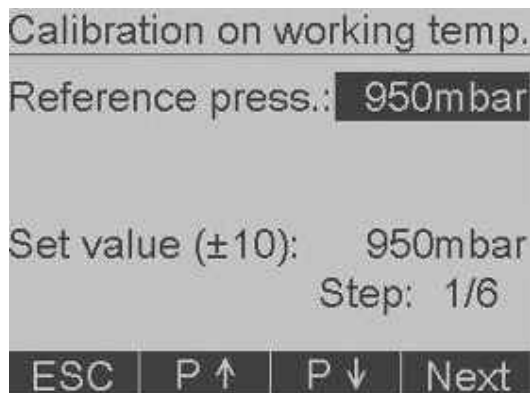 Calibration on working temp.
Reference press.: 950mbar
Set value (±10): 950mbar
Step: 1/6
ESC P↑ P↓ Next